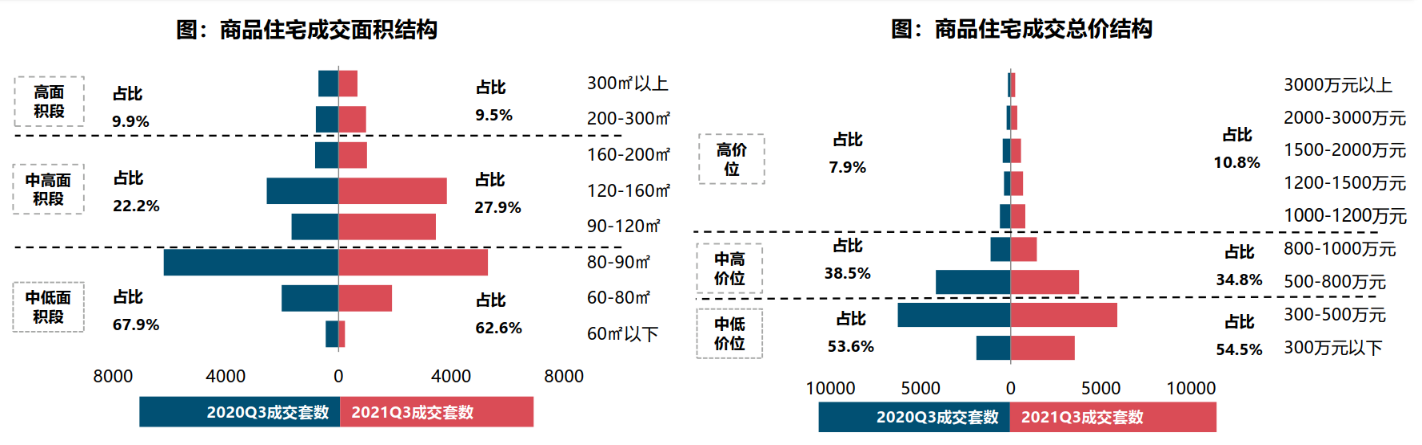 图：商品住宅成交面积结构
高面
积段
占比
9.9%
占比
9.5%
300㎡以上
200-300㎡
中高面
积段
占比
22.2%
占比
27.9%
160-200㎡
120-160㎡
90-120㎡
中低面
积段
占比
67.9%
占比
62.6%
80-90㎡
60-80㎡
60㎡以下
8000 4000 0 4000 8000
2020Q3成交套数 2021Q3成交套数
图：商品住宅成交总价结构
高价
位
占比
7.9%
占比
10.8%
3000万元以上
2000-3000万元
1500-2000万元
1200-1500万元
1000-1200万元
中高
价位
占比
38.5%
占比
34.8%
800-1000万元
500-800万元
中低
价位
占比
53.6%
占比
54.5%
300-500万元
300万元以下
10000 5000 0 5000 10000
2020Q3成交套数 2021Q3成交套数